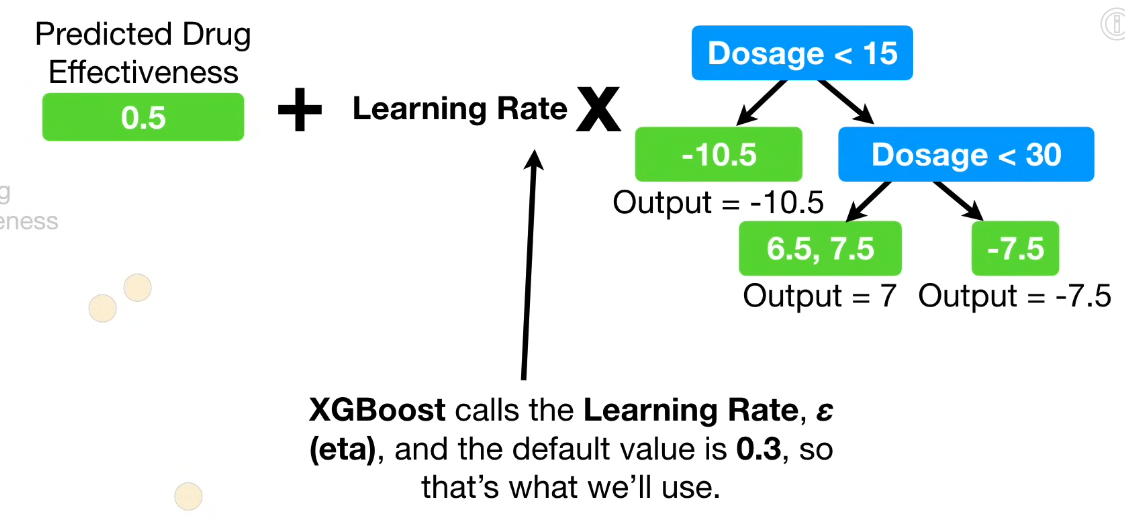 Predicted Drug
Effectiveness
0.5
+ Learning Rate X
Dosage < 15
-10.5
Dosage < 30
Output = -10.5
6.5, 7.5
-7.5
Output = 7
Output = -7.5
g
eness
XGBoost calls the Learning Rate, ε
(eta), and the default value is 0.3, so
that’s what we’ll use.